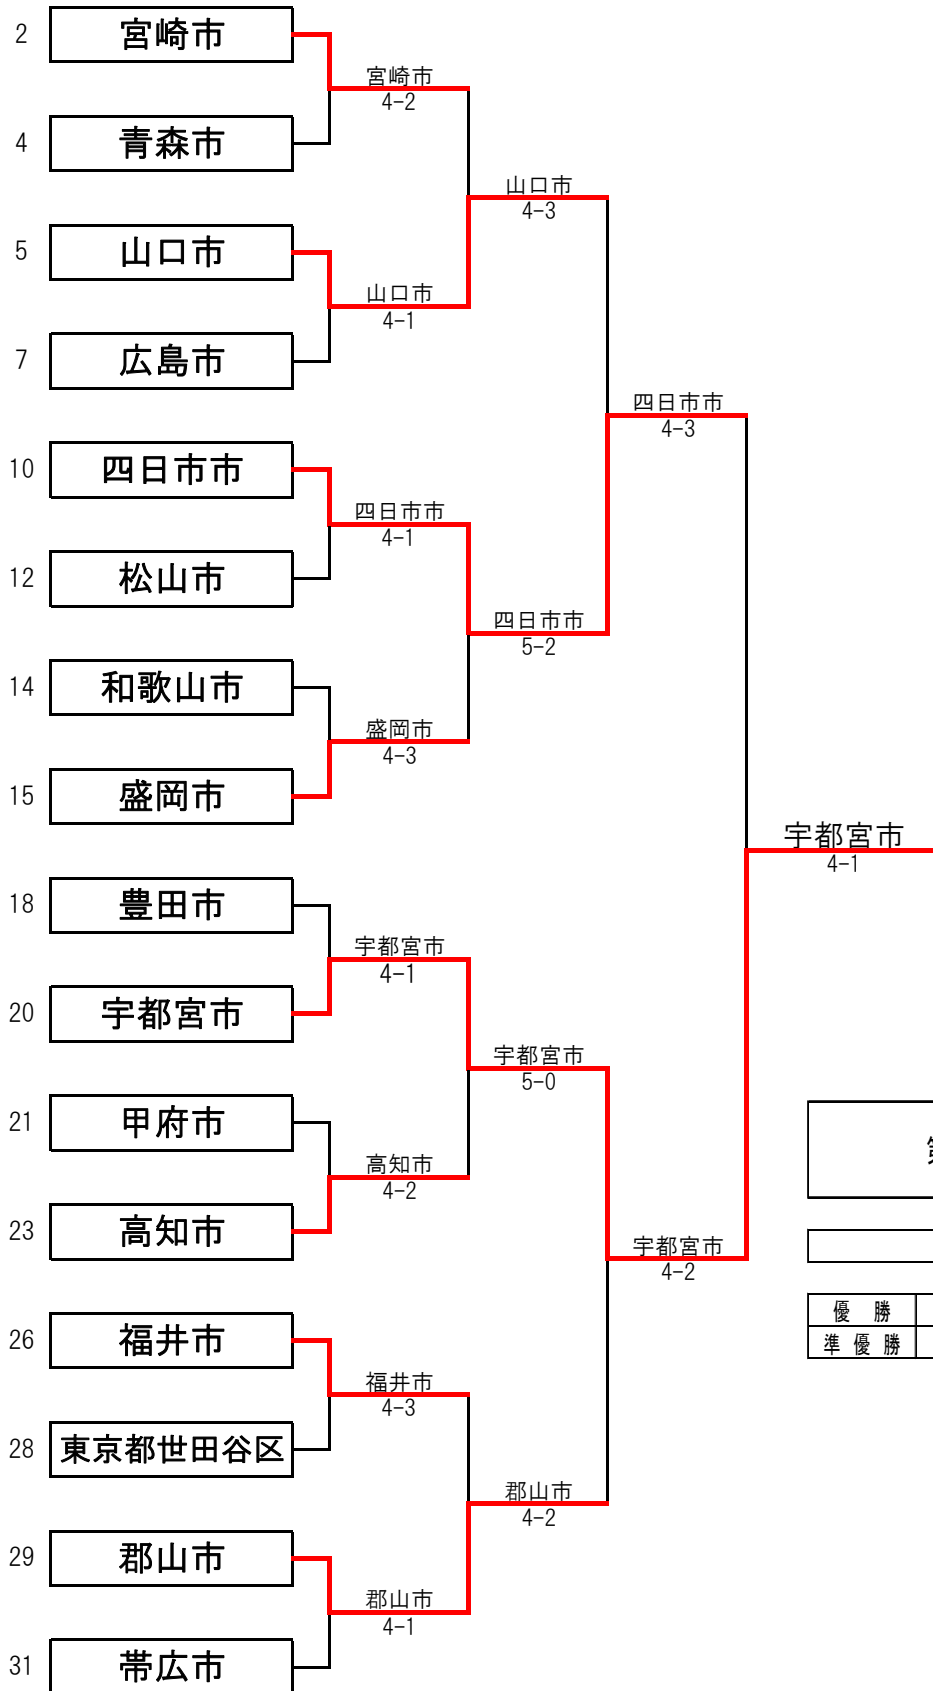 2 宮崎市
宮崎市
4-2
4 青森市
山口市
4-3
5 山口市
山口市
4-1
7 広島市
四日市市
4-3
10 四日市市
四日市市
4-1
12 松山市
四日市市
5-2
14 和歌山市
盛岡市
4-3
15 盛岡市
宇都宮市
4-1
18 豊田市
宇都宮市
4-1
20 宇都宮市
宇都宮市
5-0
21 甲府市
高知市
4-2
23 高知市
宇都宮市
4-2
26 福井市
優 勝
準 優 勝
福井市
4-3
28 東京都世田谷区
郡山市
4-2
29 郡山市
郡山市
4-1
31 帯広市